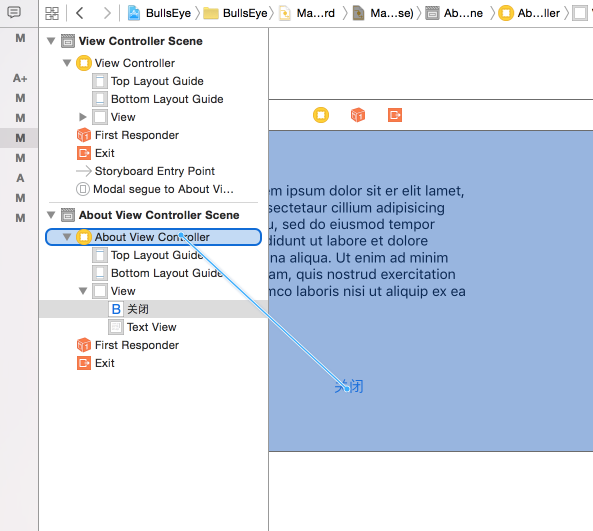 BullsEye BullsEye Ma...rd Ma...se) Ab...ne Ab...ller V
M
A+
M
M
M
M
M
A
M
M
View Controller Scene
View Controller
Top Layout Guide
Bottom Layout Guide
View
First Responder
Exit
Storyboard Entry Point
Modal segue to About Vi...
About View Controller Scene
About View Controller
Top Layout Guide
Bottom Layout Guide
View
B 关闭
Text View
First Responder
Exit
em ipsum dolor sit er elit lamet,
sectetaur cillium adipisicing
u, sed do eiusmod tempor
didunt ut labore et dolore
na aliqua. Ut enim ad minim
am, quis nostrud exercitation
mco laboris nisi ut aliquip ex ea
关闭